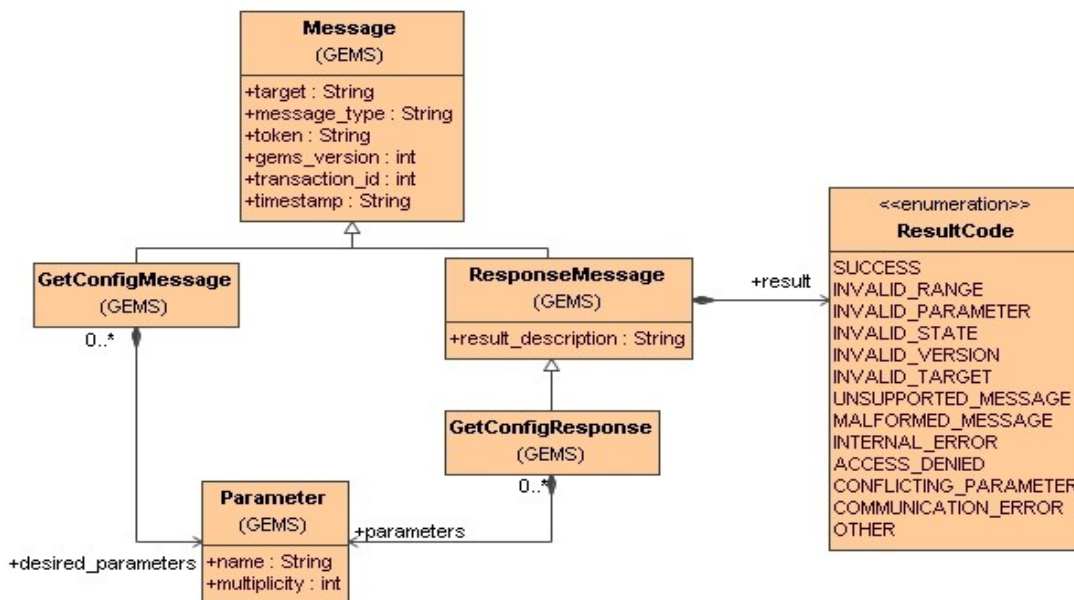 Message
(GEMS)
+target : String
+message_type : String
+token : String
+gems_version : int
+transaction_id : int
+timestamp : String
<<enumeration>>
ResultCode
SUCCESS
INVALID_RANGE
INVALID_PARAMETER
INVALID_STATE
INVALID_VERSION
INVALID_TARGET
UNSUPPORTED_MESSAGE
MALFORMED_MESSAGE
INTERNAL_ERROR
ACCESS_DENIED
CONFLICTING_PARAMETER
COMMUNICATION_ERROR
OTHER
GetConfigMessage
(GEMS)
0..*
ResponseMessage
(GEMS)
+result_description : String
+result
GetConfigResponse
(GEMS)
0..*
Parameter
(GEMS)
+name : String
+multiplicity : int
+parameters
+desired_parameters